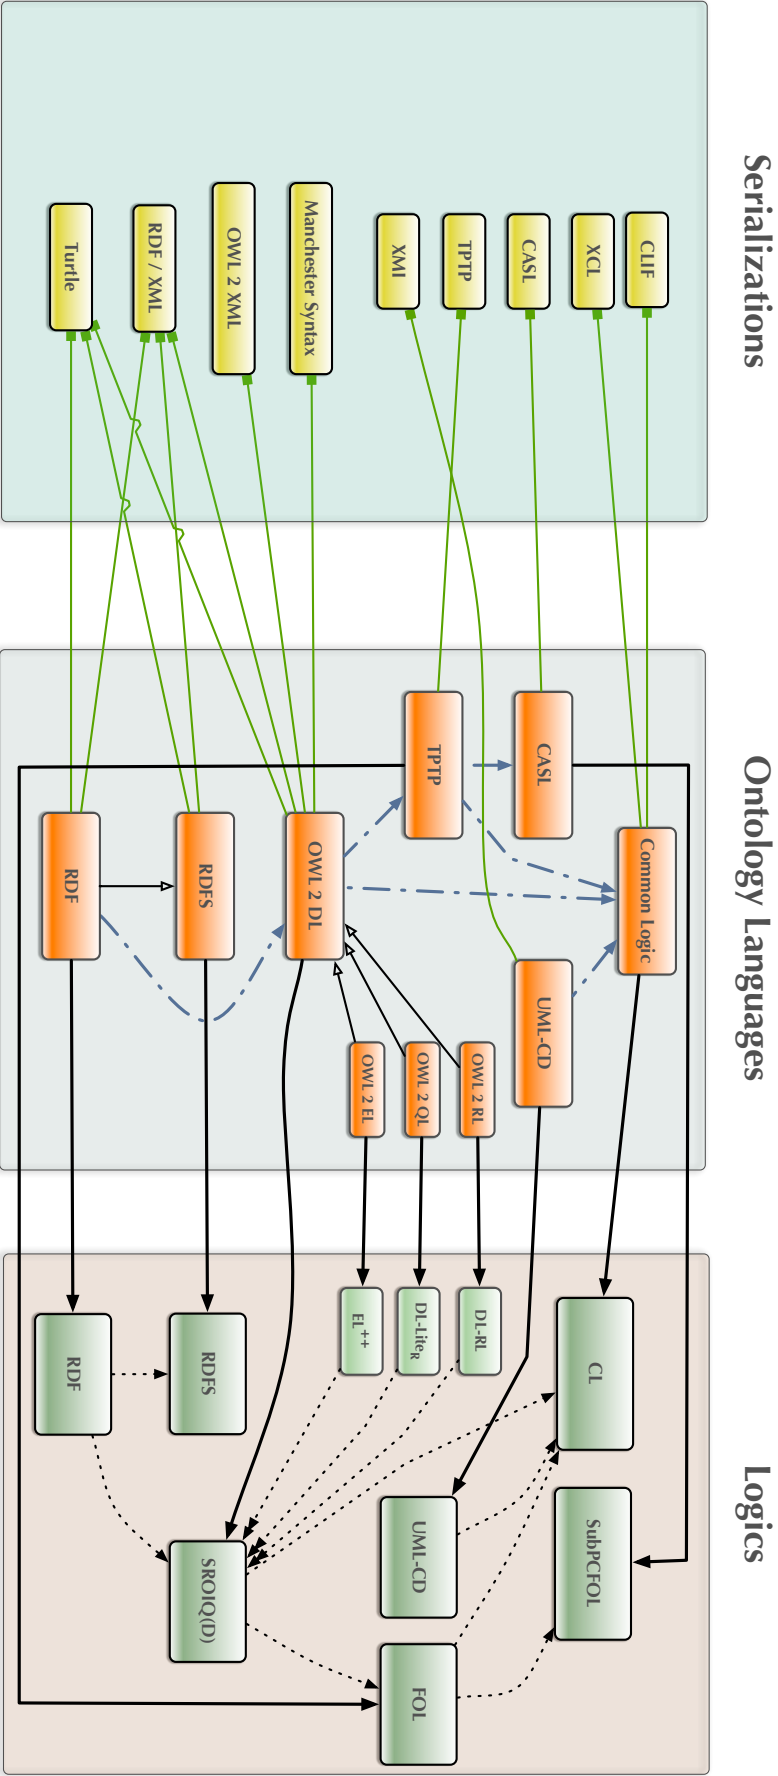 Serializations
CLIF
XCL
CASL
TPTP
XMI
Manchester Syntax
OWL 2 XML
RDF / XML
Turtle
Ontology Languages
Common Logic
CASL
TPTP
UML-CD
OWL 2 DL
RDFS
RDF
OWL 2 RL
OWL 2 QL
OWL 2 EL
Logics
CL
SubPCFOL
DL-RL
DL-LiteR
EL++
UML-CD
FOL
RDFS
RDF
SROIQ(D)